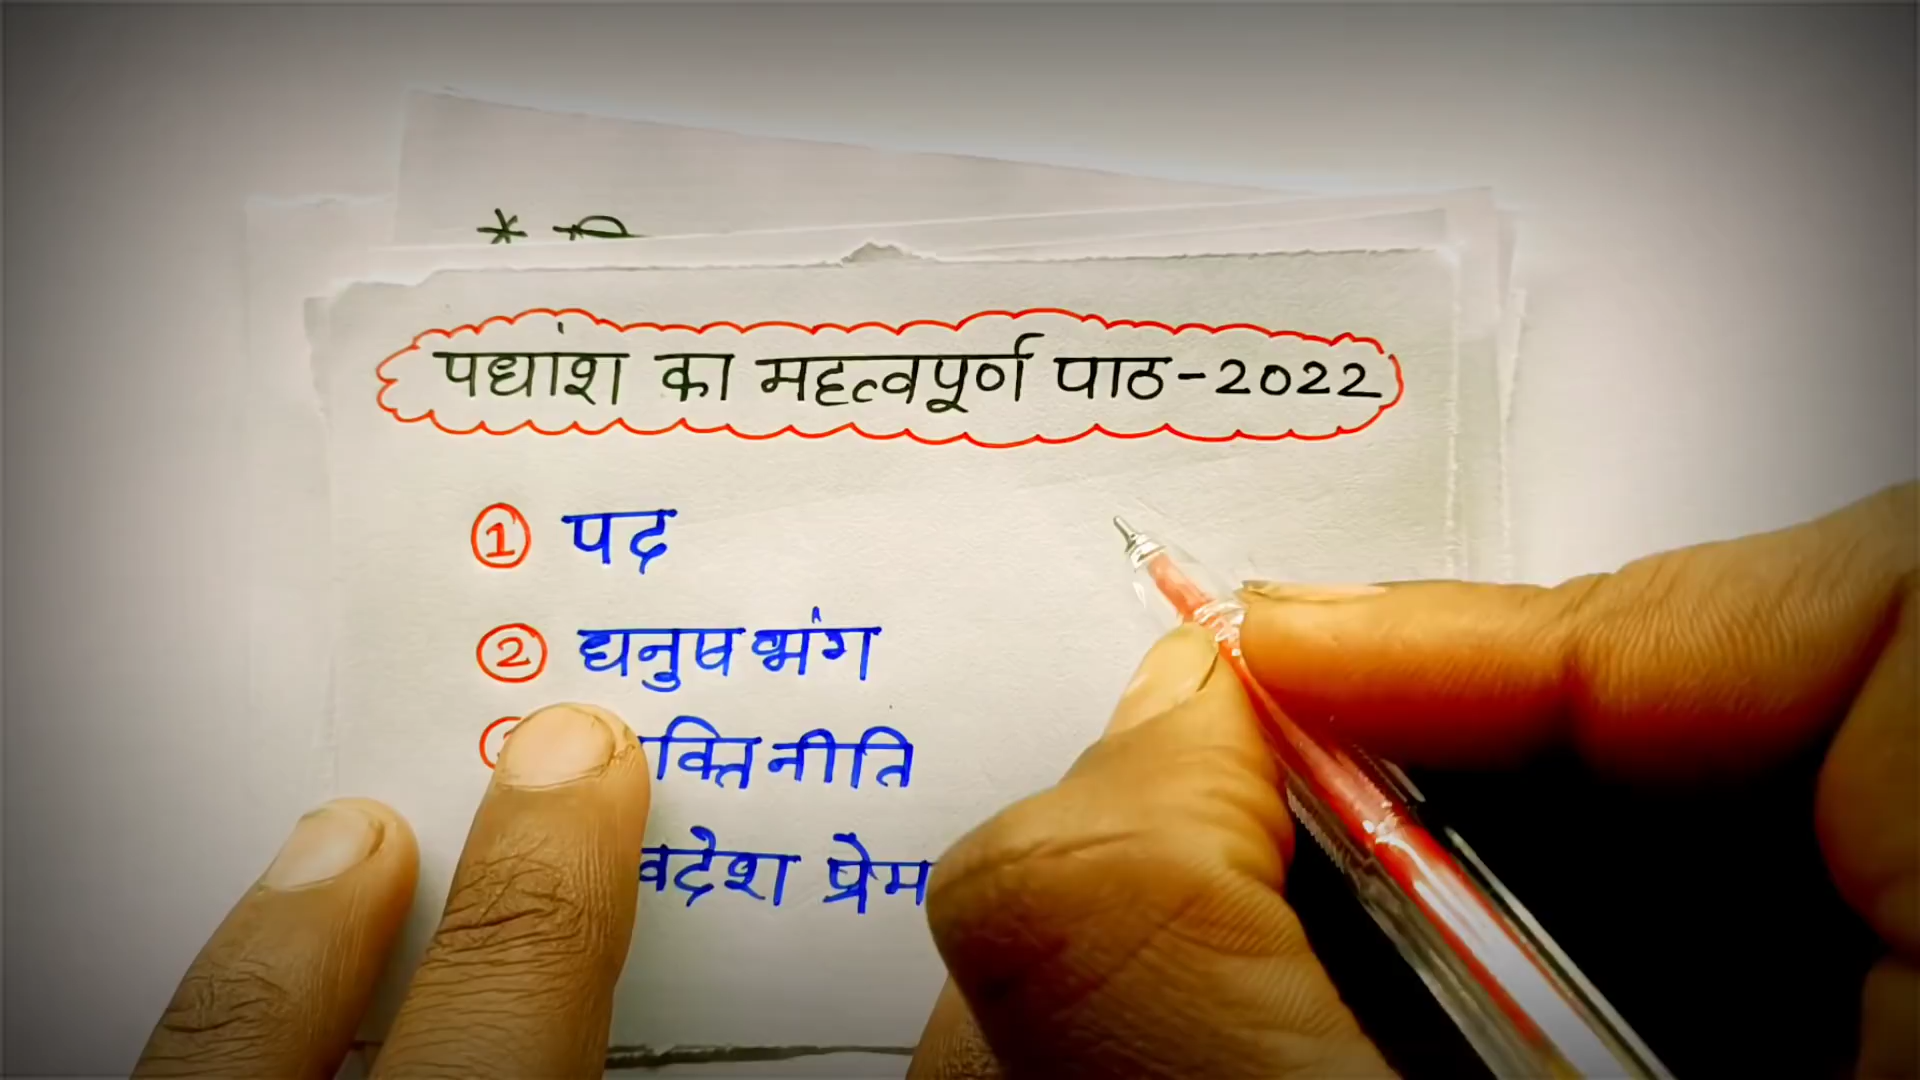 पद्यांश का महत्वपूर्ण पाठ-2022
1 पद
2 धनुष भंग
क्ति नीति
वदेश प्रेम